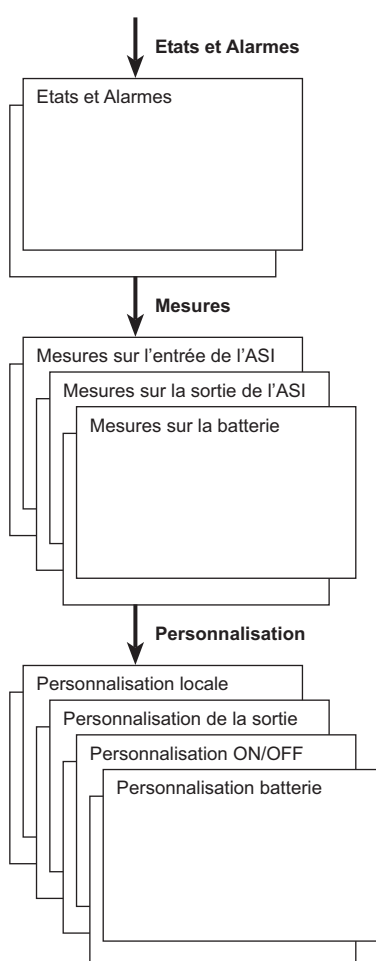 Etats et Alarmes
Etats et Alarmes
Mesures
Mesures sur l'entrée de l'ASI
Mesures sur la sortie de l'ASI
Mesures sur la batterie
Personnalisation
Personnalisation locale
Personnalisation de la sortie
Personnalisation ON/OFF
Personnalisation batterie